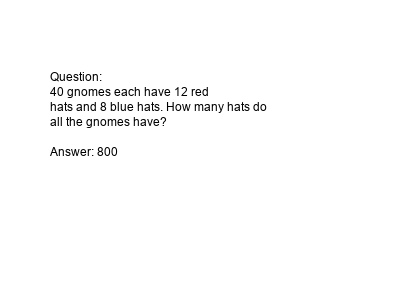 Question:
40 gnomes each have 12 red
hats and 8 blue hats. How many hats do
all the gnomes have?
Answer: 800